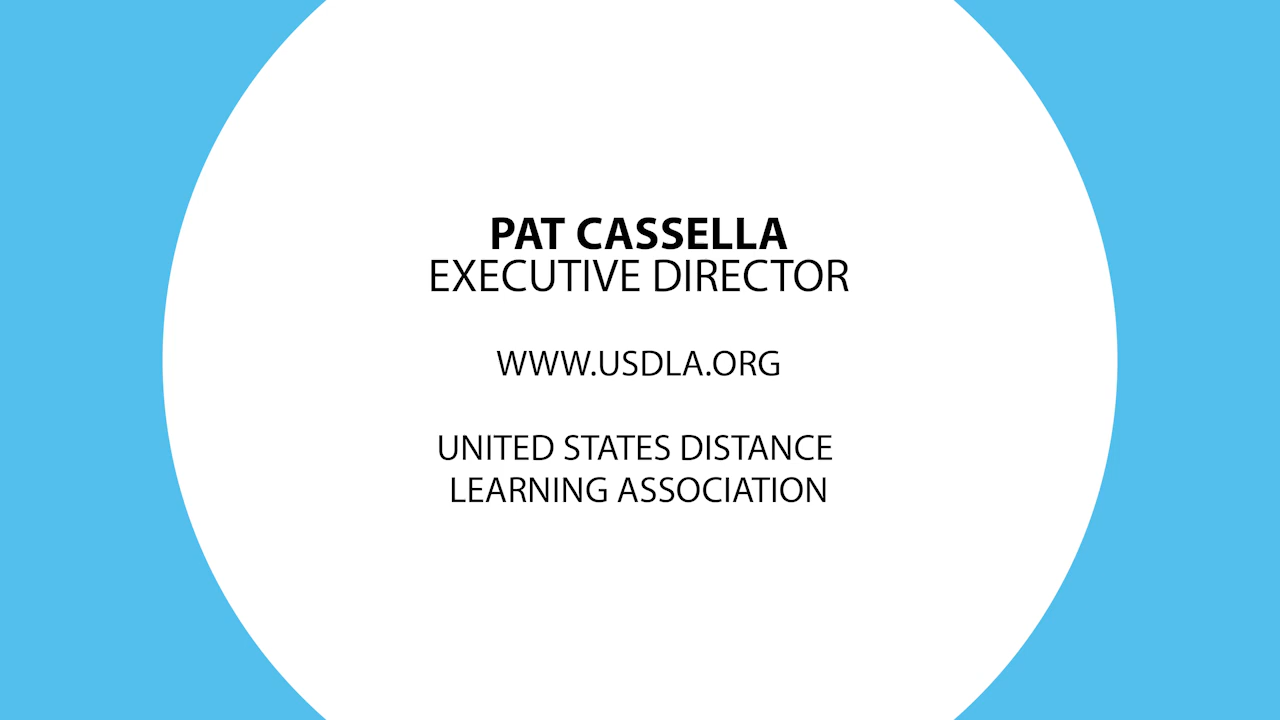 PAT CASSELLA
EXECUTIVE DIRECTOR
WWW.USDLA.ORG
UNITED STATES DISTANCE
LEARNING ASSOCIATION